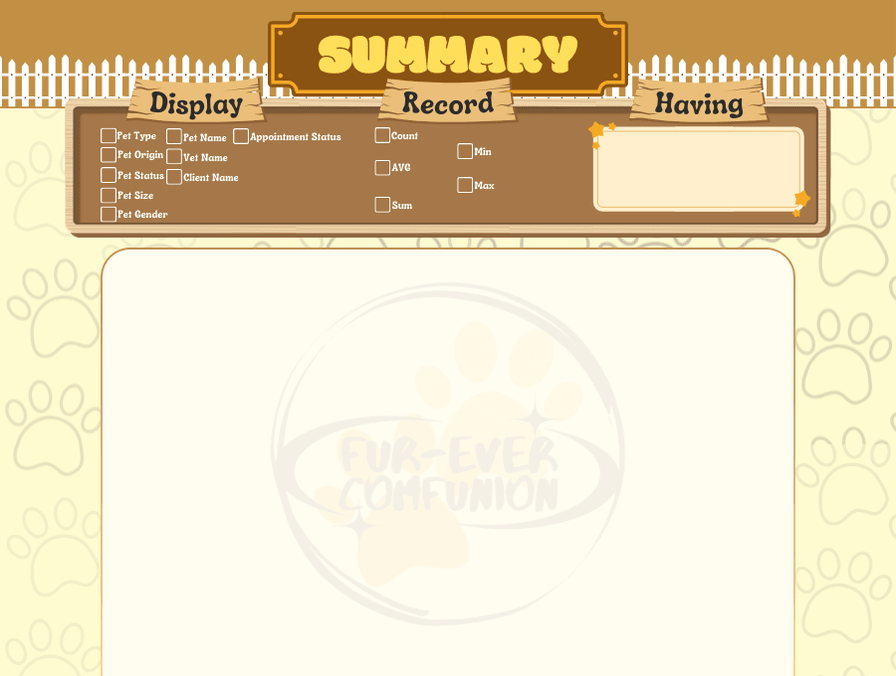 SUMMARY
Display
Record
Having
Pet Type
Pet Name
Appointment Status
Pet Origin
Vet Name
Pet Status
Client Name
Pet Size
Pet Gender
Count
Min
AVG
Max
Sum
FUR-EVER
COMFUNION